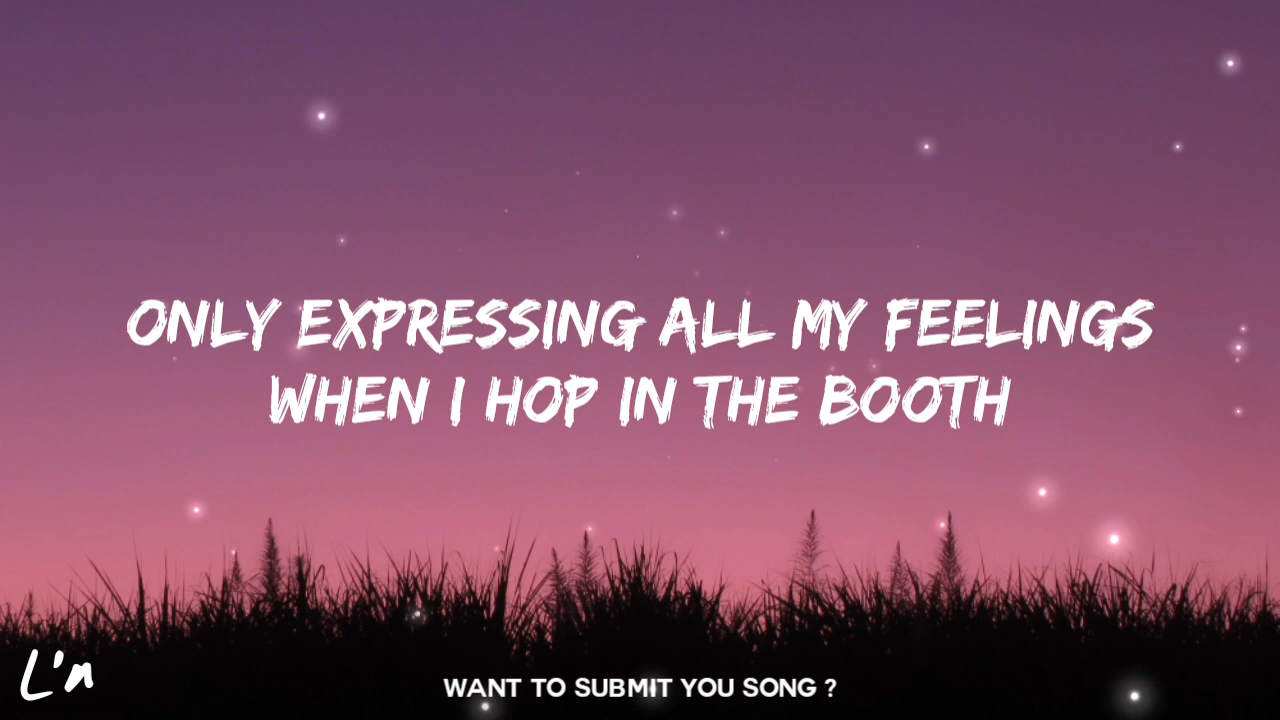 ONLY EXPRESSING ALL MY FEELINGS
WHEN I HOP IN THE BOOTH
L'n
WANT TO SUBMIT YOU SONG ?